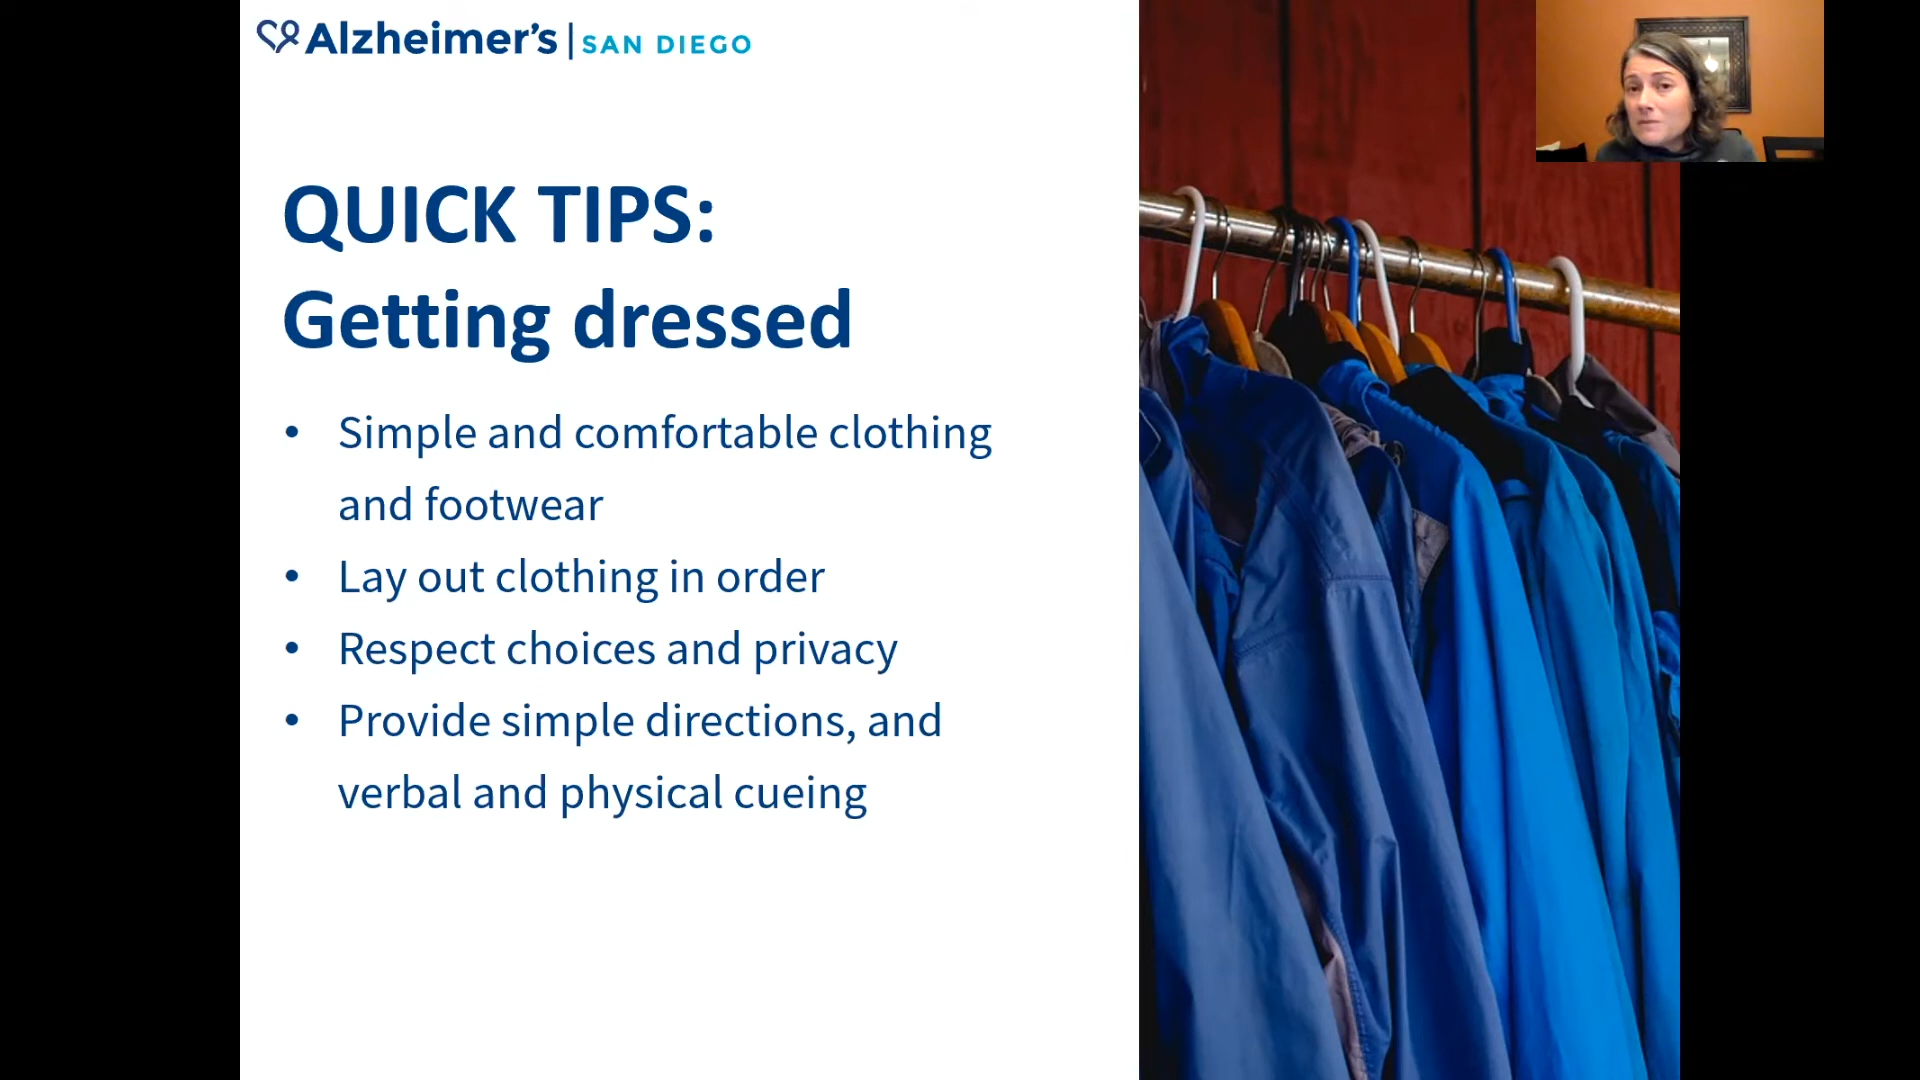 Alzheimer's | SAN DIEGO
QUICK TIPS:
Getting dressed
• Simple and comfortable clothing
and footwear
• Lay out clothing in order
• Respect choices and privacy
• Provide simple directions, and
verbal and physical cueing